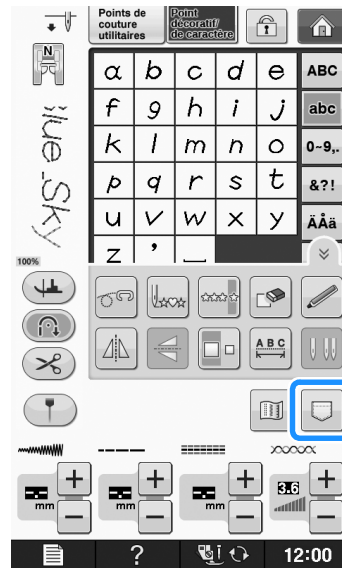 Points de
couture
utilitaires
Point
décoratif/
de caractère
N
a b c d e ABC
f g h i j abc
k l m n o 0~9,.
p q r s t &?!
u v w x y ÄÅä
z ’ _
Blue_Sky
100%
A B C
mm mm mm 3.6
? 12:00